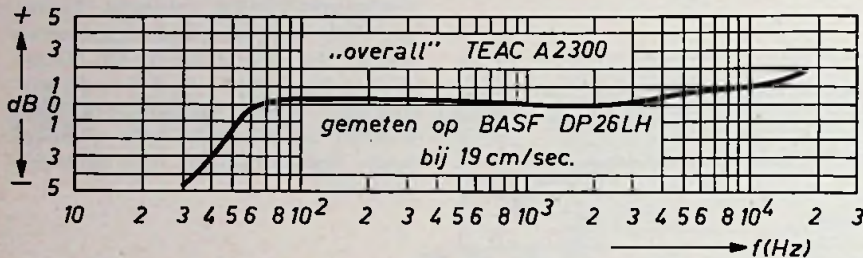 + 5
3
„overall” TEAC A2300
1
dB 0
1
gemeten op BASF DP26LH
bij 19 cm/sec.
3
– 5
10 2 3 4 5 6 8 10² 2 3 4 5 6 8 10³ 2 3 4 5 6 8 10⁴ 2 3
f(Hz)